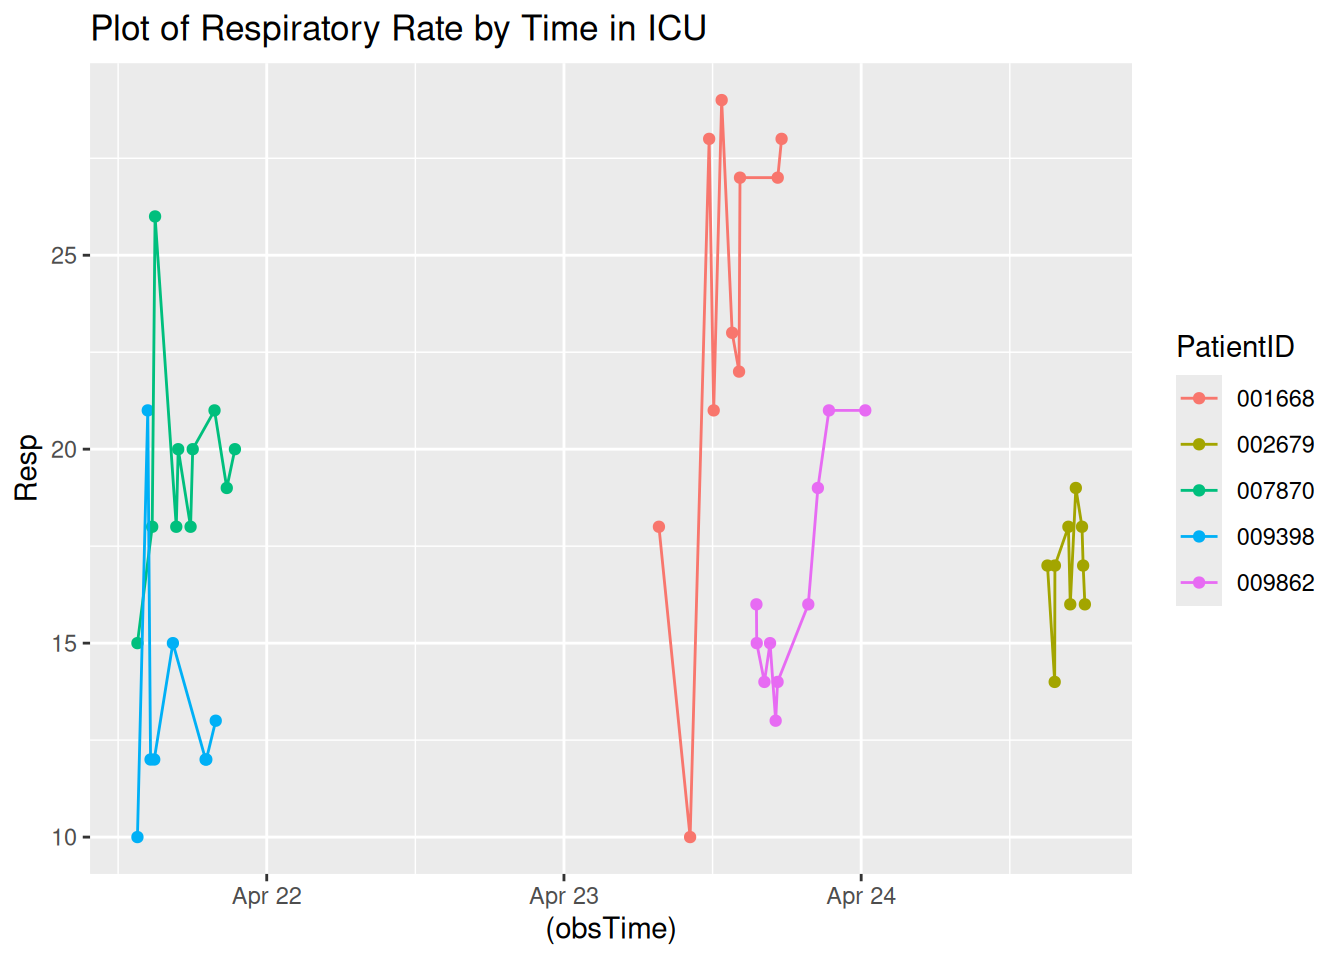 Plot of Respiratory Rate by Time in ICU
Resp
25
20
15
10
Apr 22
Apr 23
Apr 24
(obsTime)
PatientID
001668
002679
007870
009398
009862